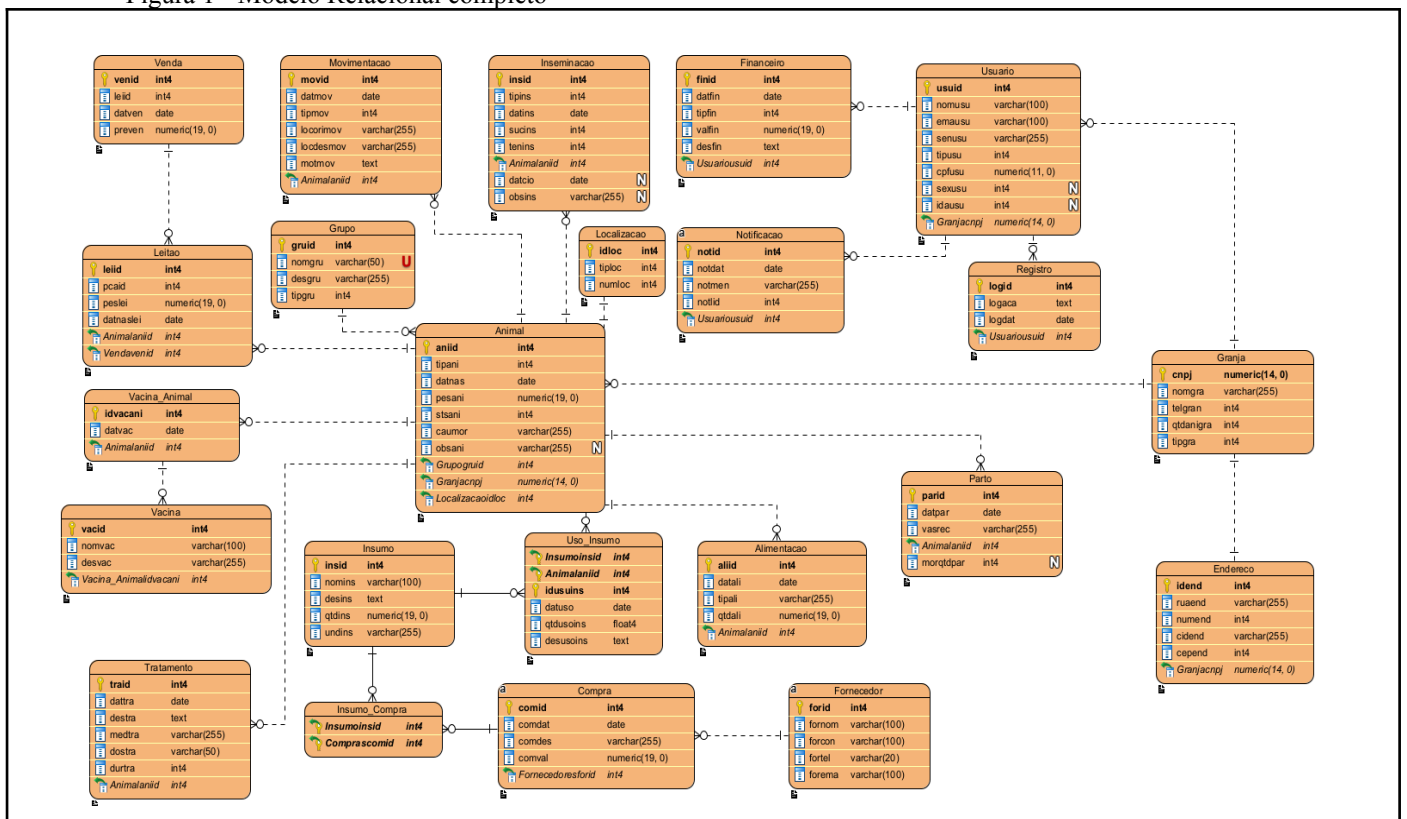 Figura 1 - Modelo Relacional completo
Venda
venid int4
leiid int4
datven date
preven numeric(19, 0)
Movimentacao
movid int4
datmov date
tipmov int4
locorimov varchar(255)
locdesmov varchar(255)
motmov text
Animalaniid int4
Inseminacao
insid int4
tipins int4
datins date
sucins int4
tenins int4
Animalaniid int4
datcio date N
obsins varchar(255) N
Financeiro
finid int4
datfin date
tipfin int4
valfin numeric(19, 0)
desfin text
Usuariousuid int4
Usuario
usuid int4
nomusu varchar(100)
emausu varchar(100)
senusu varchar(255)
tipusu int4
cpfusu numeric(11, 0)
sexusu int4 N
idausu int4 N
Granjacnpj numeric(14, 0)
Leitao
leiid int4
pcaid int4
peslei numeric(19, 0)
datnaslei date
Animalaniid int4
Vendavenid int4
Grupo
gruid int4
nomgru varchar(50) U
desgru varchar(255)
tipgru int4
Localizacao
idloc int4
tiploc int4
numloc int4
a
Notificacao
notid int4
notdat date
notmen varchar(255)
notlid int4
Usuariousuid int4
Registro
logid int4
logaca text
logdat date
Usuariousuid int4
Animal
aniid int4
tipani int4
datnas date
pesani numeric(19, 0)
stsani int4
caumor varchar(255)
obsani varchar(255) N
Grupogruid int4
Granjacnpj numeric(14, 0)
Localizacaoidloc int4
Granja
cnpj numeric(14, 0)
nomgra varchar(255)
telgran int4
qtdanigra int4
tipgra int4
Vacina_Animal
idvacani int4
datvac date
Animalaniid int4
Vacina
vacid int4
nomvac varchar(100)
desvac varchar(255)
Vacina_Animalidvacani int4
Parto
parid int4
datpar date
vasrec varchar(255)
Animalaniid int4
morqtdpar int4 N
Insumo
insid int4
nomins varchar(100)
desins text
qtdins numeric(19, 0)
undins varchar(255)
Uso_Insumo
Insumoinsid int4
Animalaniid int4
idusuins int4
datuso date
qtdusoins float4
desusoins text
Alimentacao
aliid int4
datali date
tipali varchar(255)
qtdali numeric(19, 0)
Animalaniid int4
Endereco
idend int4
ruaend varchar(255)
numend int4
cidend varchar(255)
cepend int4
Granjacnpj numeric(14, 0)
Tratamento
traid int4
dattra date
destra text
medtra varchar(255)
dostra varchar(50)
durtra int4
Animalaniid int4
Insumo_Compra
Insumoinsid int4
Comprascomid int4
a
Compra
comid int4
comdat date
comdes varchar(255)
comval numeric(19, 0)
Fornecedoresforid int4
a
Fornecedor
forid int4
fornom varchar(100)
forcon varchar(100)
fortel varchar(20)
forema varchar(100)